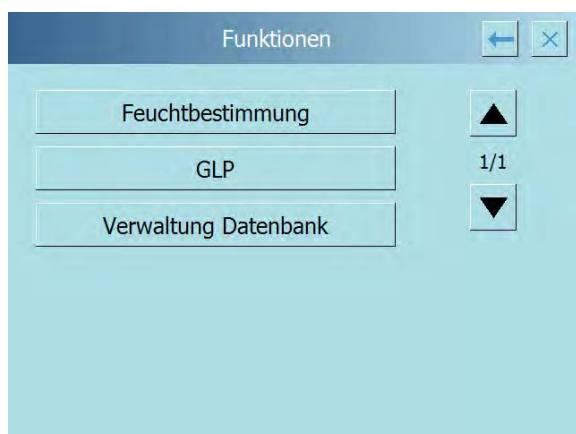 Funktionen
Feuchtbestimmung
GLP
1/1
Verwaltung Datenbank